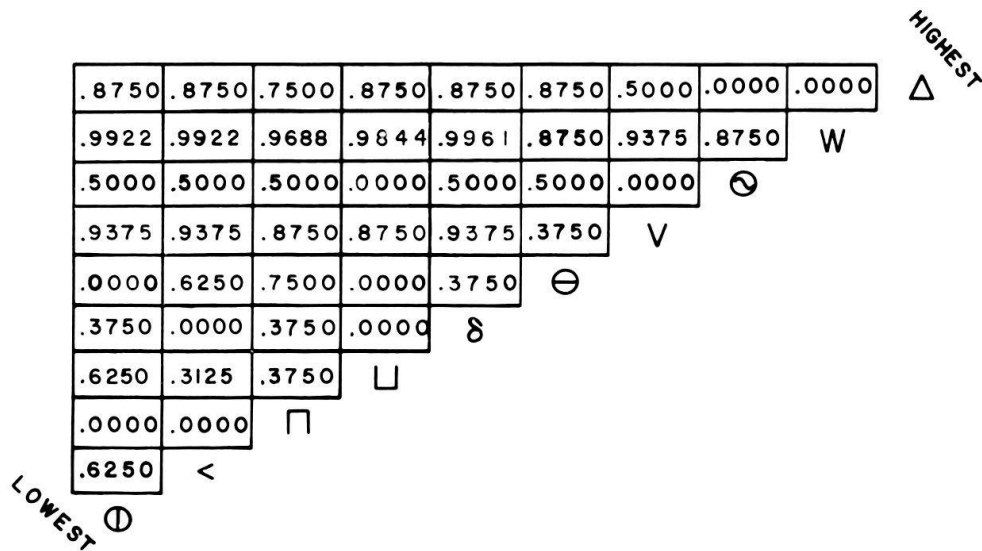 HIGHEST
.8750 .8750 .7500 .8750 .8750 .8750 .5000 .0000 .0000 Δ
.9922 .9922 .9688 .9844 .9961 .8750 .9375 .8750 W
.5000 .5000 .5000 .0000 .5000 .5000 .0000
.9375 .9375 .8750 .8750 .9375 .3750 V
.0000 .6250 .7500 .0000 .3750 ⊖
.3750 .0000 .3750 .0000 δ
.6250 .3125 .3750 ⊔
.0000 .0000 ⊓
.6250 <
LOWEST ⦶